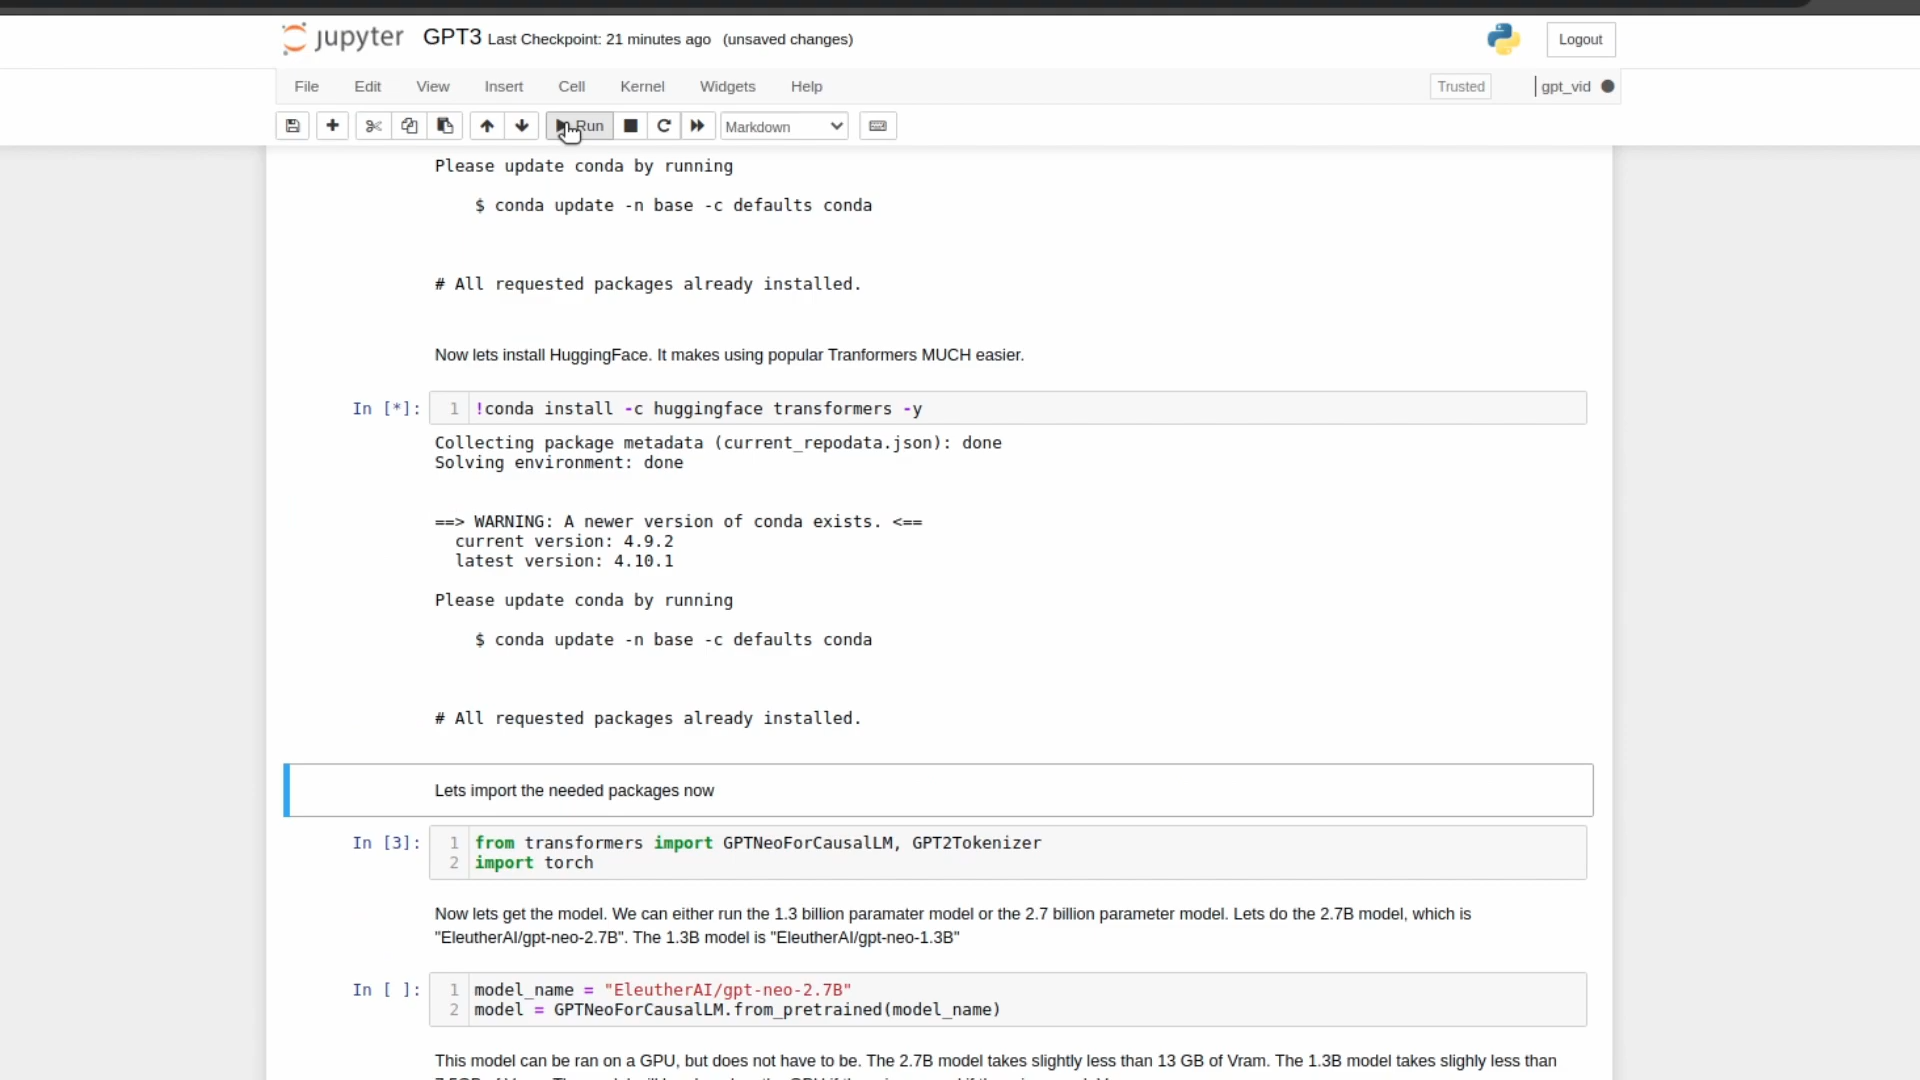 jupyter GPT3 Last Checkpoint: 21 minutes ago (unsaved changes) Logout
File Edit View Insert Cell Kernel Widgets Help Trusted gpt_vid
Run Markdown
Please update conda by running
$ conda update -n base -c defaults conda
# All requested packages already installed.
Now lets install HuggingFace. It makes using popular Tranformers MUCH easier.
In [*]: 1 !conda install -c huggingface transformers -y
Collecting package metadata (current_repodata.json): done
Solving environment: done
==> WARNING: A newer version of conda exists. <==
current version: 4.9.2
latest version: 4.10.1
Please update conda by running
$ conda update -n base -c defaults conda
# All requested packages already installed.
Lets import the needed packages now
In [3]: 1 from transformers import GPTNeoForCausalLM, GPT2Tokenizer
2 import torch
Now lets get the model. We can either run the 1.3 billion paramater model or the 2.7 billion parameter model. Lets do the 2.7B model, which is
"EleutherAI/gpt-neo-2.7B". The 1.3B model is "EleutherAI/gpt-neo-1.3B"
In [ ]: 1 model_name = "EleutherAI/gpt-neo-2.7B"
2 model = GPTNeoForCausalLM.from_pretrained(model_name)
This model can be ran on a GPU, but does not have to be. The 2.7B model takes slightly less than 13 GB of Vram. The 1.3B model takes slighly less than